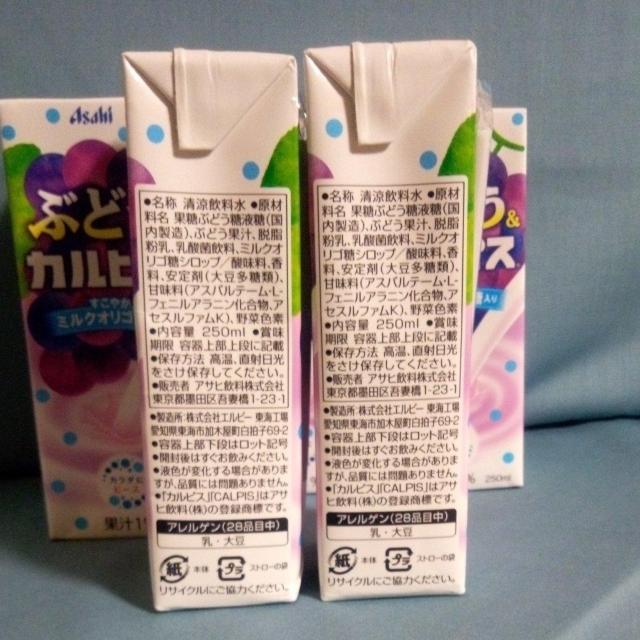 Asahi
ぶど
カルピ
すこやか
ミルクオリゴ
カラダに
ピース
果汁1
●名称 清涼飲料水 ●原材
料名 果糖ぶどう糖液糖(国
内製造)、ぶどう果汁、脱脂
粉乳、乳酸菌飲料、ミルクオ
リゴ糖シロップ/酸味料、香
料、安定剤(大豆多糖類)、
甘味料(アスパルテーム・L-
フェニルアラニン化合物、ア
セスルファムK)、野菜色素
●内容量 250ml ●賞味
期限 容器上部上段に記載
●保存方法 高温、直射日光
をさけ保存してください。
●販売者 アサヒ飲料株式会社
東京都墨田区吾妻橋1-23-1
●製造所:株式会社エルビー 東海工場
愛知県東海市加木屋町白拍子69-2
●容器上部下段はロット記号
●開封後はすぐお飲みください。
●液色が変化する場合がありま
すが、品質には問題ありません。
●「カルピス」「CALPIS」はアサ
ヒ飲料(株)の登録商標です。
アレルゲン(28品目中)
乳・大豆
紙 本体 プラ ストローの袋
リサイクルにご協力ください。
●名称 清涼飲料水 ●原材
料名 果糖ぶどう糖液糖(国
内製造)、ぶどう果汁、脱脂
粉乳、乳酸菌飲料、ミルクオ
リゴ糖シロップ/酸味料、香
料、安定剤(大豆多糖類)、
甘味料(アスパルテーム・L-
フェニルアラニン化合物、ア
セスルファムK)、野菜色素
●内容量 250ml ●賞味
期限 容器上部上段に記載
●保存方法 高温、直射日光
をさけ保存してください。
●販売者 アサヒ飲料株式会社
東京都墨田区吾妻橋1-23-1
●製造所:株式会社エルビー 東海工場
愛知県東海市加木屋町白拍子69-2
●容器上部下段はロット記号
●開封後はすぐお飲みください。
●液色が変化する場合がありま
すが、品質には問題ありません。
●「カルピス」「CALPIS」はアサ
ヒ飲料(株)の登録商標です。
アレルゲン(28品目中)
乳・大豆
紙 本体 プラ ストローの袋
リサイクルにご協力ください。
う&
ス
入り
% 250ml